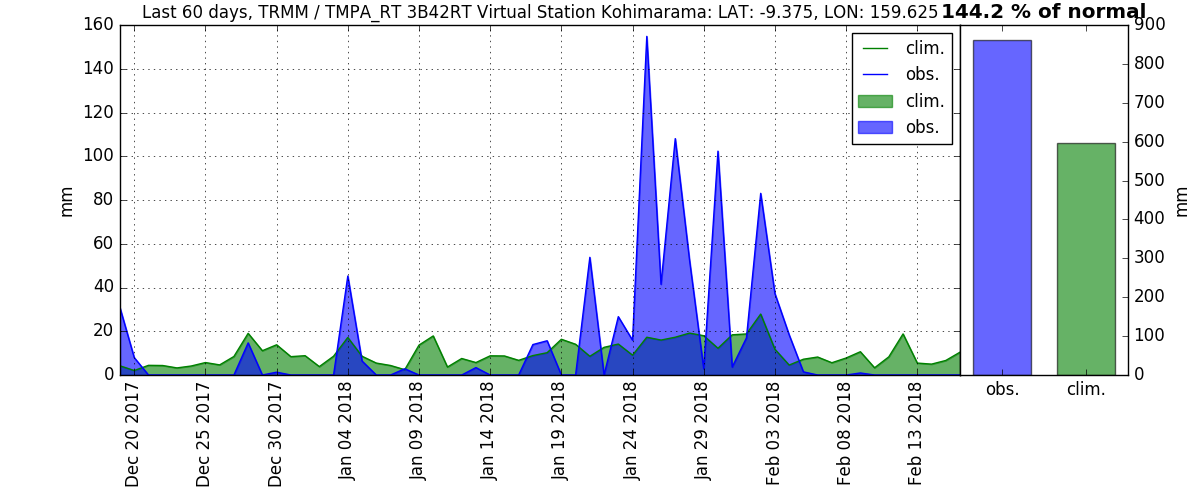 Last 60 days, TRMM / TMPA_RT 3B42RT Virtual Station Kohimarama: LAT: -9.375, LON: 159.625
144.2 % of normal
160
140
120
100
80
60
40
20
0
mm
clim.
obs.
clim.
obs.
Dec 20 2017
Dec 25 2017
Dec 30 2017
Jan 04 2018
Jan 09 2018
Jan 14 2018
Jan 19 2018
Jan 24 2018
Jan 29 2018
Feb 03 2018
Feb 08 2018
Feb 13 2018
900
800
700
600
500
400
300
200
100
0
mm
obs.
clim.